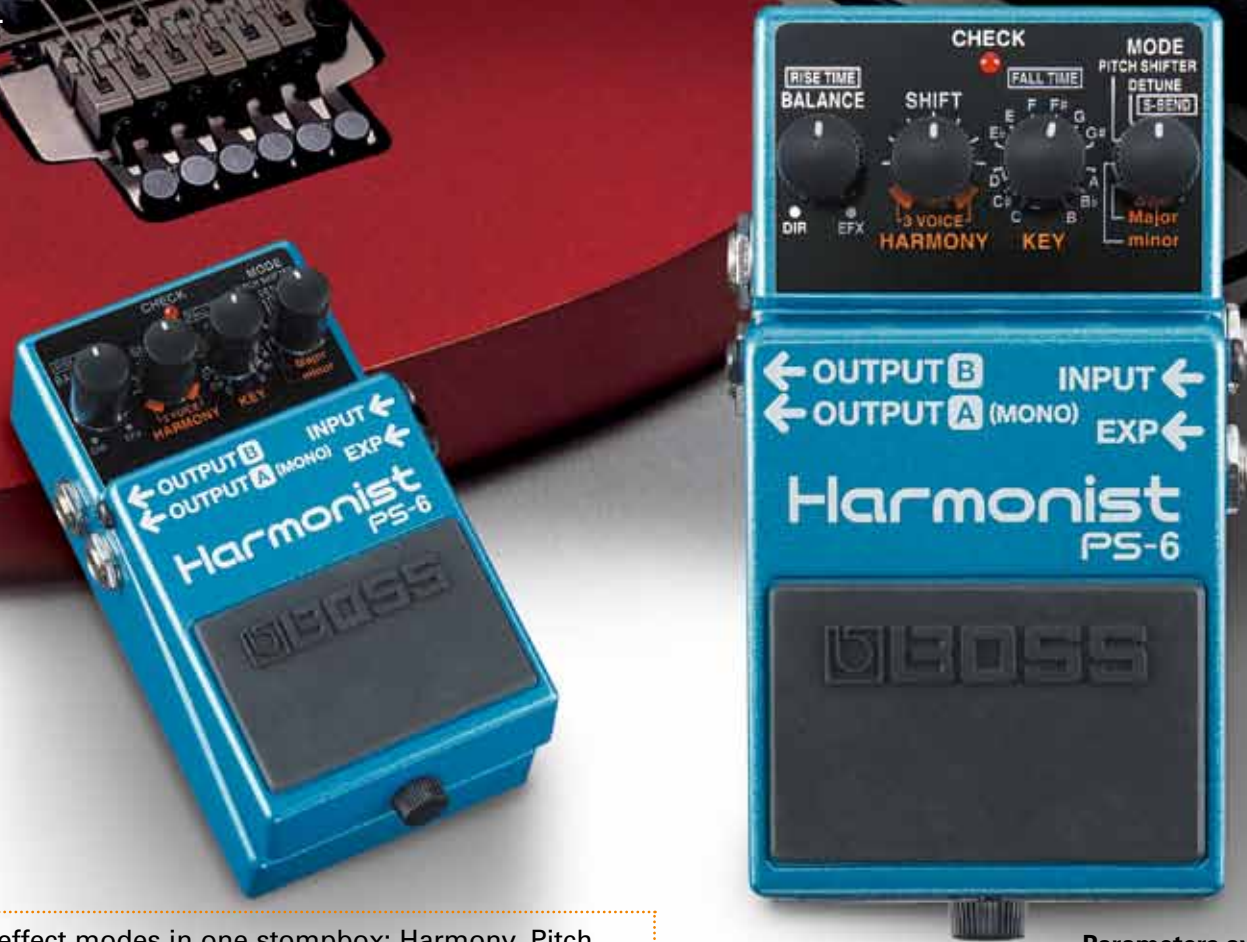 CHECK
RISE TIME
BALANCE
SHIFT
FALL TIME
MODE
PITCH SHIFTER
DETUNE
S-BEND
C C# D E♭ E F F# G G# A B♭ B
DIR EFX
3 VOICE
HARMONY
KEY
Major
minor
← OUTPUT B
← OUTPUT A (MONO)
INPUT ←
EXP ←
Harmonist
PS-6
BOSS
CHECK
MODE
3 VOICE
HARMONY
KEY
Major
minor
← OUTPUT B
← OUTPUT A (MONO)
INPUT ←
EXP ←
Harmonist
PS-6
BOSS
effect modes in one stompbox: Harmony, Pitch
Parameters